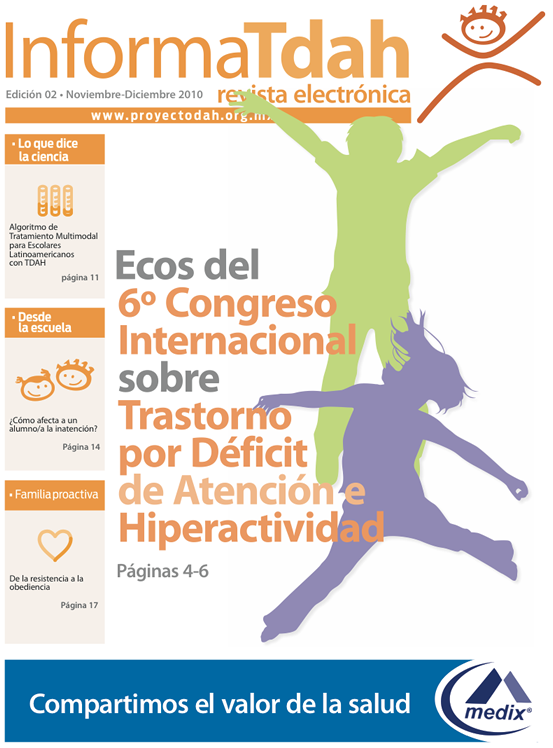 InformaTdah
Edición 02 • Noviembre-Diciembre 2010
revista electrónica
www.proyectodah.org.mx
• Lo que dice
la ciencia
Algoritmo de
Tratamiento Multimodal
para Escolares
Latinoamericanos
con TDAH
página 11
• Desde
la escuela
¿Cómo afecta a un
alumno/a la inatención?
Página 14
• Familia proactiva
De la resistencia a la
obediencia
Página 17
Ecos del
6º Congreso
Internacional
sobre
Trastorno
por Déficit
de Atención e
Hiperactividad
Páginas 4-6
Compartimos el valor de la salud
medix®